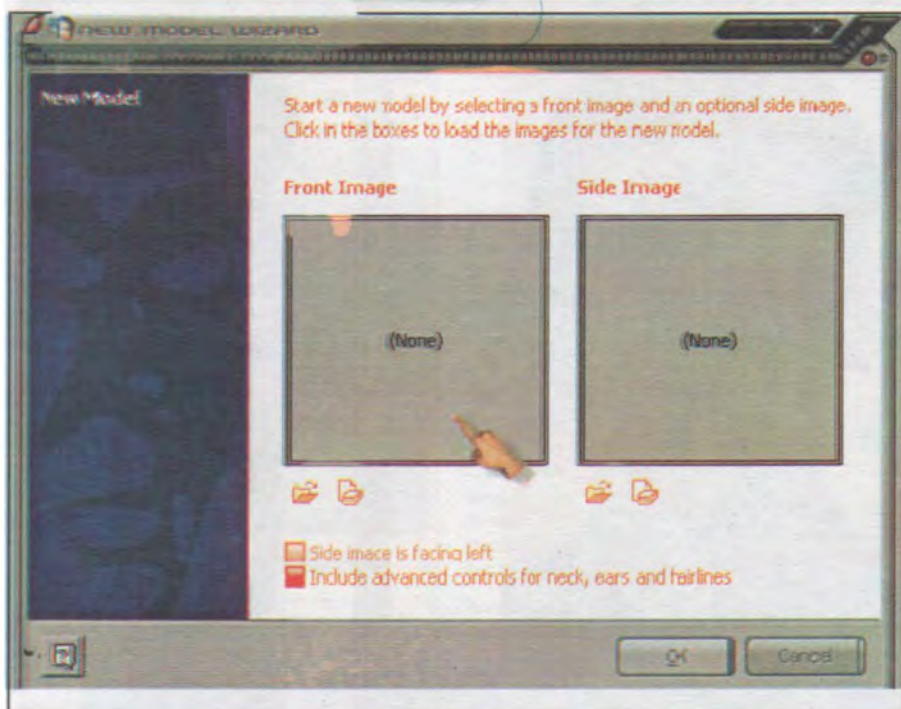 NEW MODEL WIZARD
New Model
Start a new model by selecting a front image and an optional side image.
Click in the boxes to load the images for the new model.
Front Image
Side Image
(None)
(None)
Side image is facing left
Include advanced controls for neck, ears and hairlines
OK
Cancel